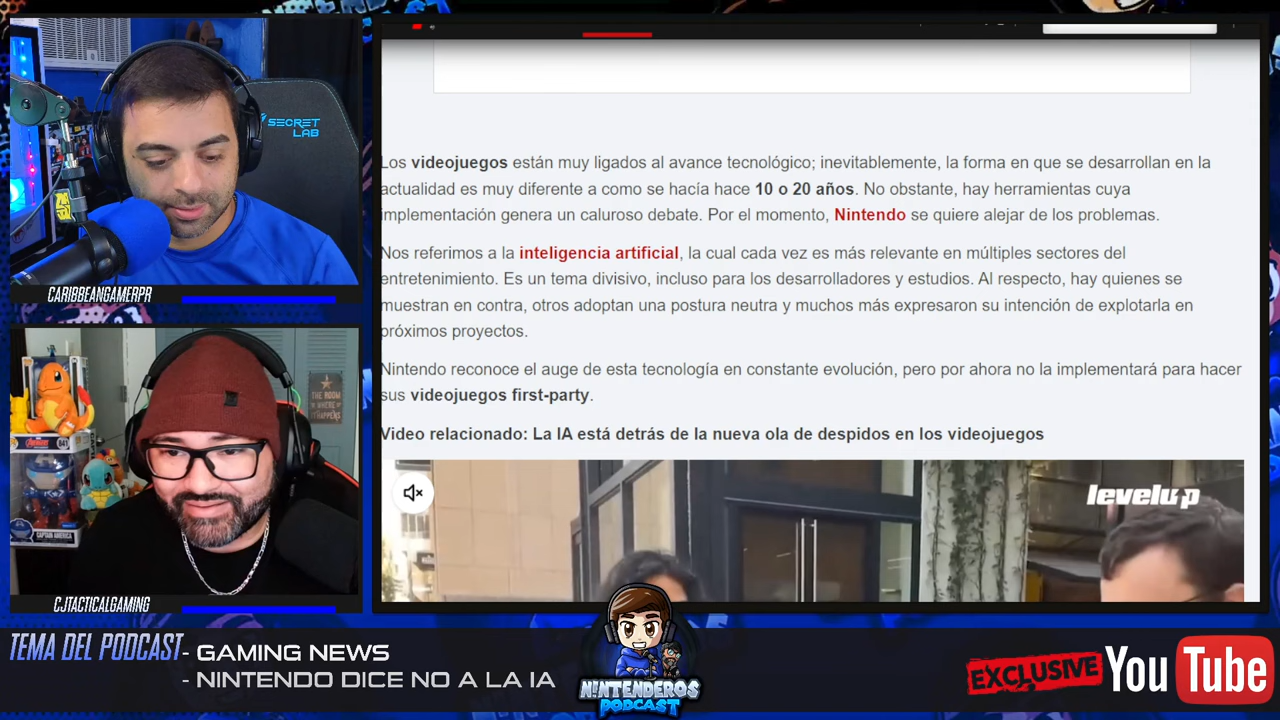 SECRET
LAB
CARIBBEANGAMERPR
THE ROOM
WHERE
IT HAPPENS
CAPTAIN AMERICA
CJTACTICALGAMING
Los videojuegos están muy ligados al avance tecnológico; inevitablemente, la forma en que se desarrollan en la
actualidad es muy diferente a como se hacía hace 10 o 20 años. No obstante, hay herramientas cuya
implementación genera un caluroso debate. Por el momento, Nintendo se quiere alejar de los problemas.
Nos referimos a la inteligencia artificial, la cual cada vez es más relevante en múltiples sectores del
entretenimiento. Es un tema divisivo, incluso para los desarrolladores y estudios. Al respecto, hay quienes se
muestran en contra, otros adoptan una postura neutra y muchos más expresaron su intención de explotarla en
próximos proyectos.
Nintendo reconoce el auge de esta tecnología en constante evolución, pero por ahora no la implementará para hacer
sus videojuegos first-party.
Video relacionado: La IA está detrás de la nueva ola de despidos en los videojuegos
levelup
TEMA DEL PODCAST
- GAMING NEWS
- NINTENDO DICE NO A LA IA
NINTENDEROS
PODCAST
EXCLUSIVE
YouTube